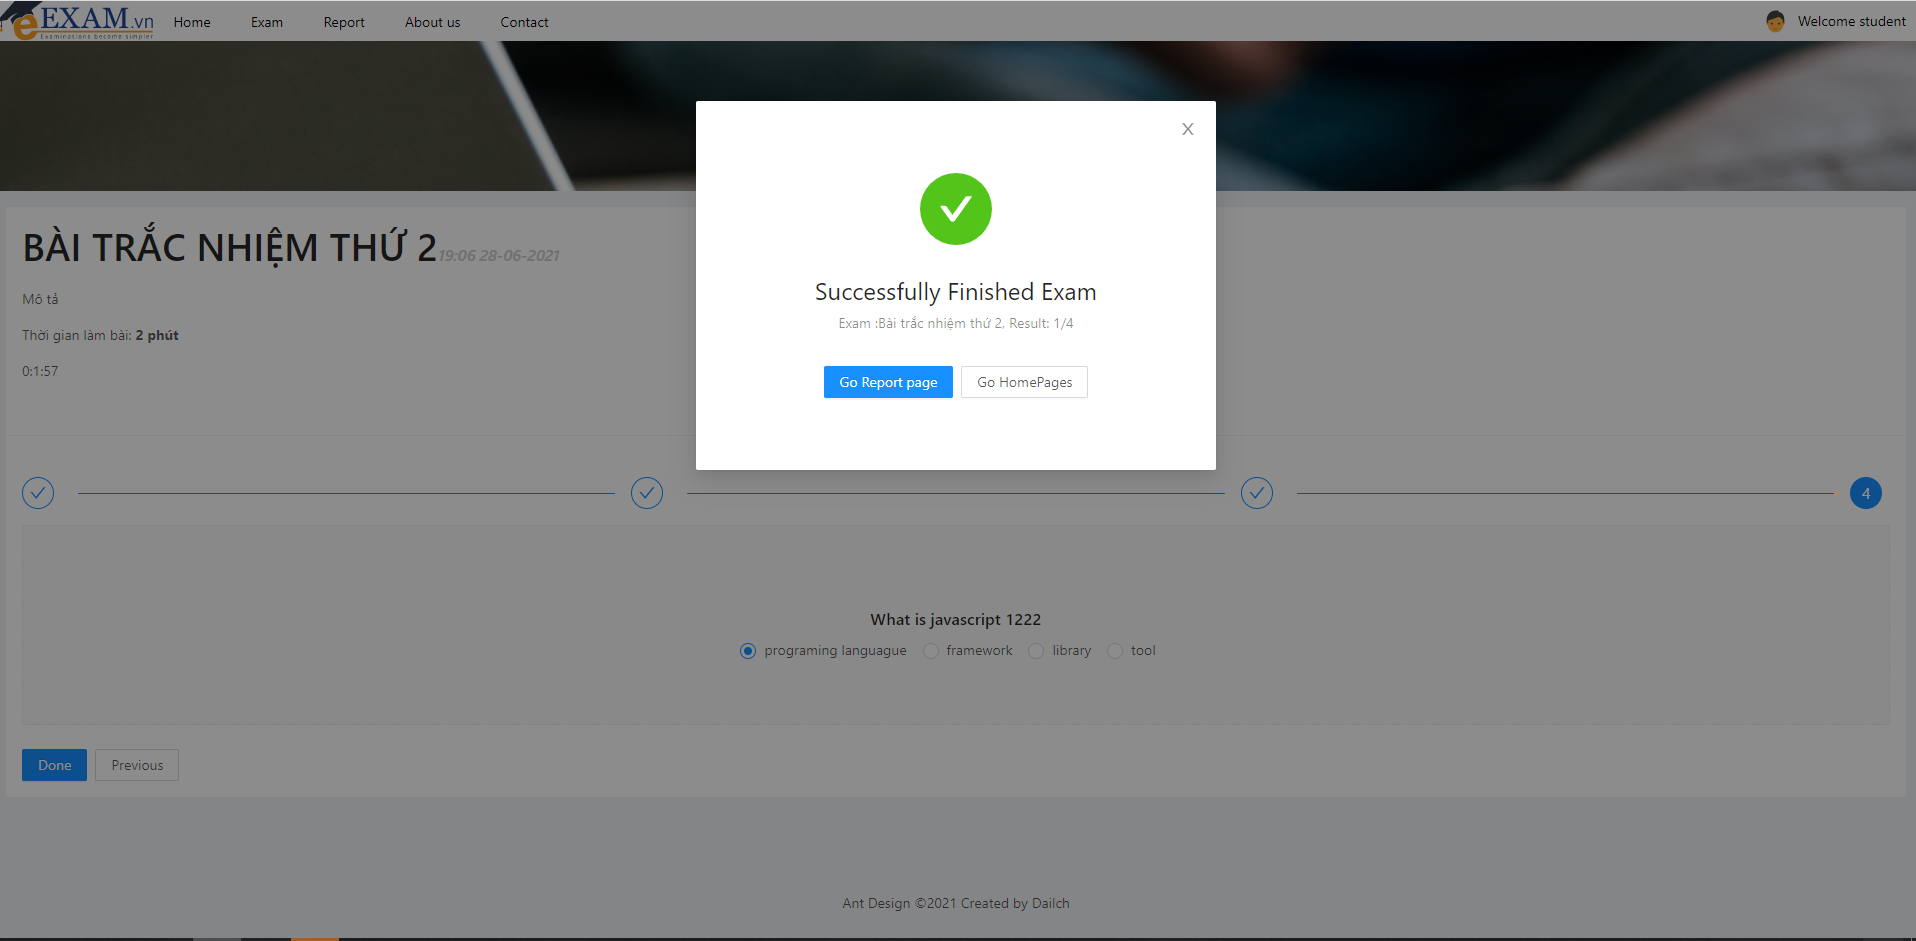 eEXAM.vn
Examinations become simpler
Home Exam Report About us Contact
Welcome student
X
Successfully Finished Exam
Exam :Bài trắc nhiệm thứ 2, Result: 1/4
Go Report page Go HomePages
BÀI TRẮC NHIỆM THỨ 2 19:06 28-06-2021
Mô tả
Thời gian làm bài: 2 phút
0:1:57
4
What is javascript 1222
programing languague framework library tool
Done Previous
Ant Design ©2021 Created by Dailch